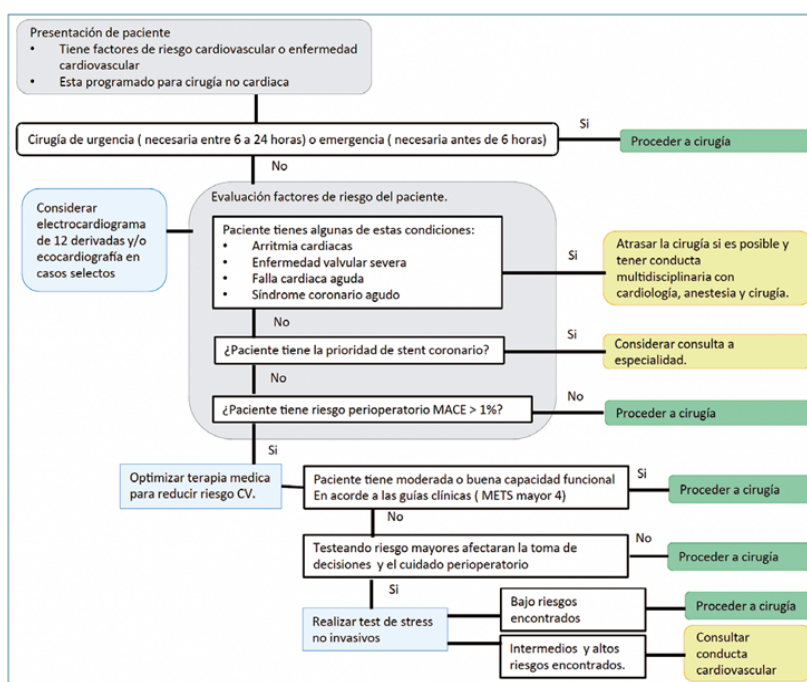 Presentación de paciente
• Tiene factores de riesgo cardiovascular o enfermedad
cardiovascular
• Esta programado para cirugía no cardiaca
Cirugía de urgencia ( necesaria entre 6 a 24 horas) o emergencia ( necesaria antes de 6 horas)
Si
Proceder a cirugía
No
Considerar
electrocardiograma
de 12 derivadas y/o
ecocardiografía en
casos selectos
Evaluación factores de riesgo del paciente.
Paciente tienes algunas de estas condiciones:
• Arritmia cardiacas
• Enfermedad valvular severa
• Falla cardiaca aguda
• Síndrome coronario agudo
Si
Atrasar la cirugía si es posible y
tener conducta
multidisciplinaria con
cardiología, anestesia y cirugía.
No
¿Paciente tiene la prioridad de stent coronario?
Si
Considerar consulta a
especialidad.
No
¿Paciente tiene riesgo perioperatorio MACE > 1%?
No
Proceder a cirugía
Si
Optimizar terapia medica
para reducir riesgo CV.
Paciente tiene moderada o buena capacidad funcional
En acorde a las guías clínicas ( METS mayor 4)
Si
Proceder a cirugía
No
Testeando riesgo mayores afectaran la toma de
decisiones y el cuidado perioperatorio
No
Proceder a cirugía
Si
Realizar test de stress
no invasivos
Bajo riesgos
encontrados
Proceder a cirugía
Intermedios y altos
riesgos encontrados.
Consultar
conducta
cardiovascular